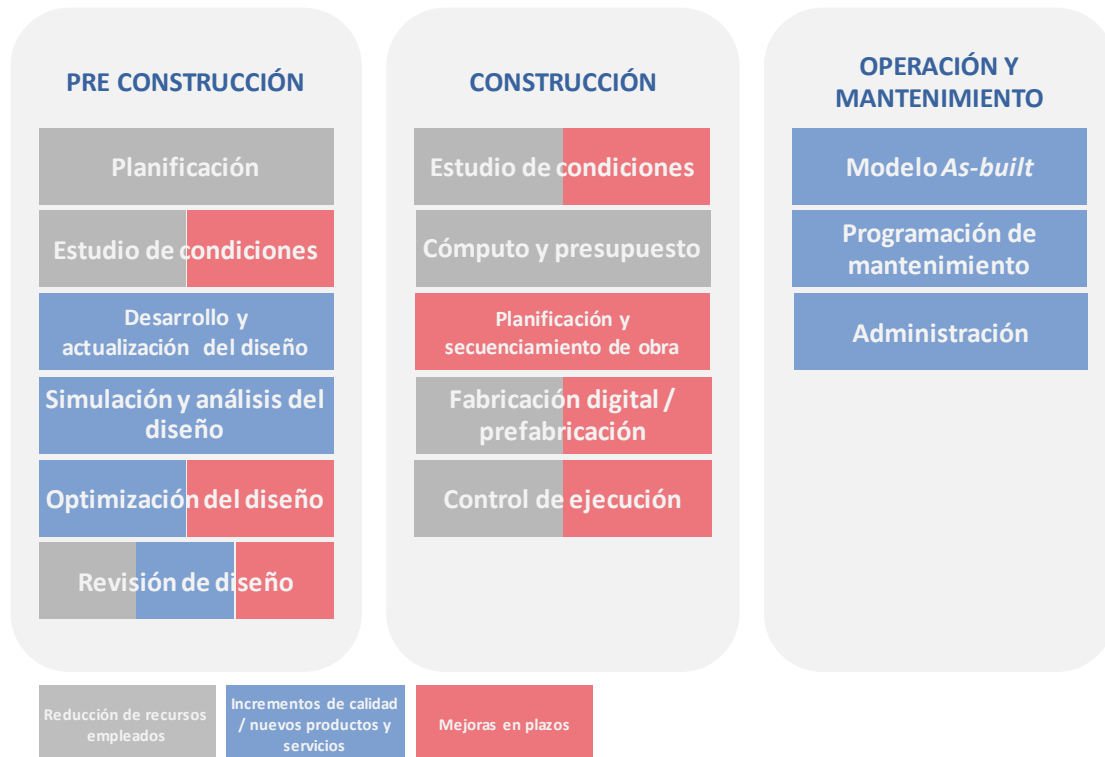 PRE CONSTRUCCIÓN
Planificación
Estudio de condiciones
Desarrollo y
actualización del diseño
Simulación y análisis del
diseño
Optimización del diseño
Revisión de diseño
CONSTRUCCIÓN
Estudio de condiciones
Cómputo y presupuesto
Planificación y
secuenciamiento de obra
Fabricación digital /
prefabricación
Control de ejecución
OPERACIÓN Y
MANTENIMIENTO
Modelo As-built
Programación de
mantenimiento
Administración
Reducción de recursos
empleados
Incrementos de calidad
/ nuevos productos y
servicios
Mejoras en plazos